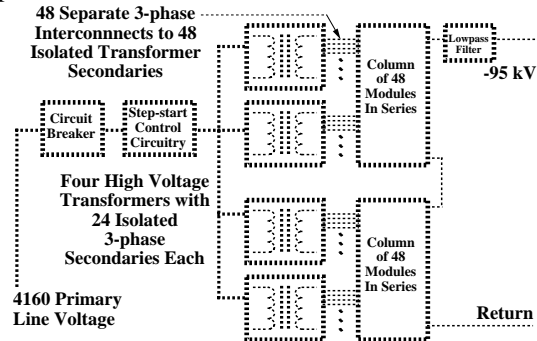 48 Separate 3-phase
Interconnnects to 48
Isolated Transformer
Secondaries
Column
of 48
Modules
In Series
Lowpass
Filter
-95 kV
Circuit
Breaker
Step-start
Control
Circuitry
Four High Voltage
Transformers with
24 Isolated
3-phase
Secondaries Each
Column
of 48
Modules
In Series
4160 Primary
Line Voltage
Return